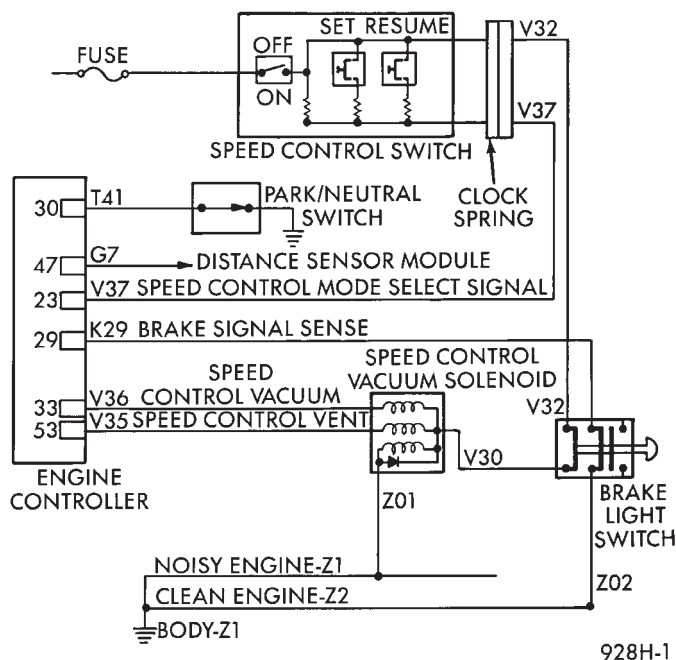 SET RESUME
V32
OFF
FUSE
ON
V37
SPEED CONTROL SWITCH
CLOCK
SPRING
30
T41
PARK/NEUTRAL
SWITCH
47
G7
DISTANCE SENSOR MODULE
23
V37 SPEED CONTROL MODE SELECT SIGNAL
29
K29 BRAKE SIGNAL SENSE
SPEED
CONTROL VACUUM
SPEED CONTROL
VACUUM SOLENOID
33
V36
V32
53
V35 SPEED CONTROL VENT
V30
ENGINE
CONTROLLER
BRAKE
LIGHT
SWITCH
Z01
NOISY ENGINE-Z1
Z02
CLEAN ENGINE-Z2
BODY-Z1
928H-1